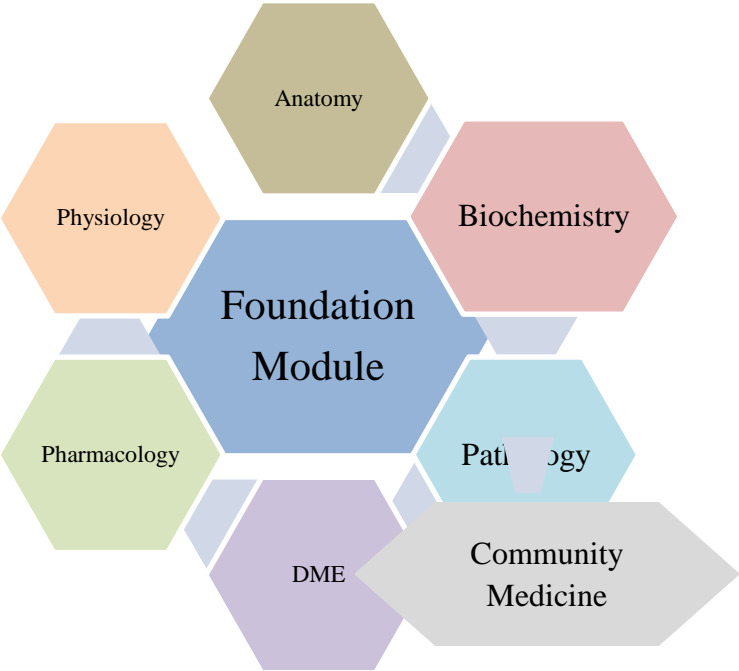 Anatomy
Physiology
Biochemistry
Foundation
Module
Pharmacology
DME
Community
Medicine